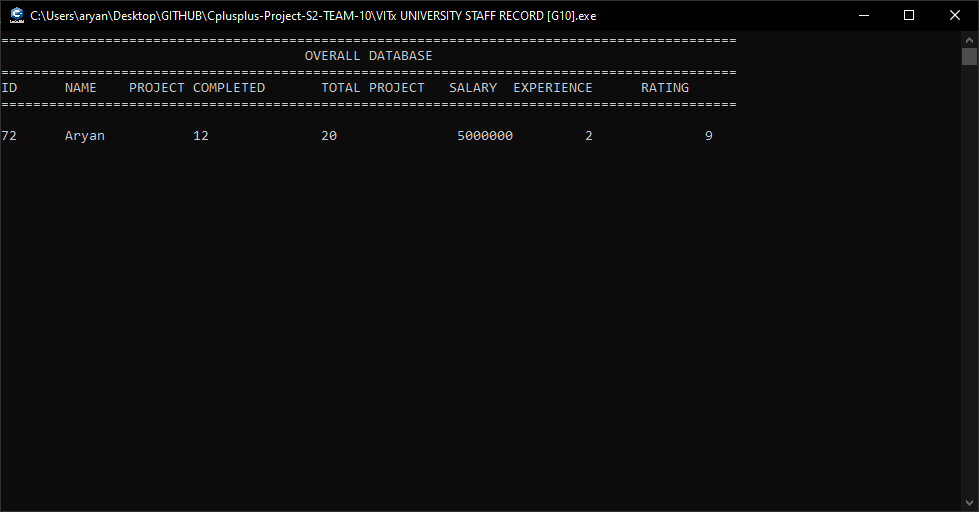 C:\Users\aryan\Desktop\GITHUB\Cplusplus-Project-S2-TEAM-10\VITx UNIVERSITY STAFF RECORD [G10].exe
============================================================================================
OVERALL DATABASE
============================================================================================
ID NAME PROJECT COMPLETED TOTAL PROJECT SALARY EXPERIENCE RATING
============================================================================================
72 Aryan 12 20 5000000 2 9